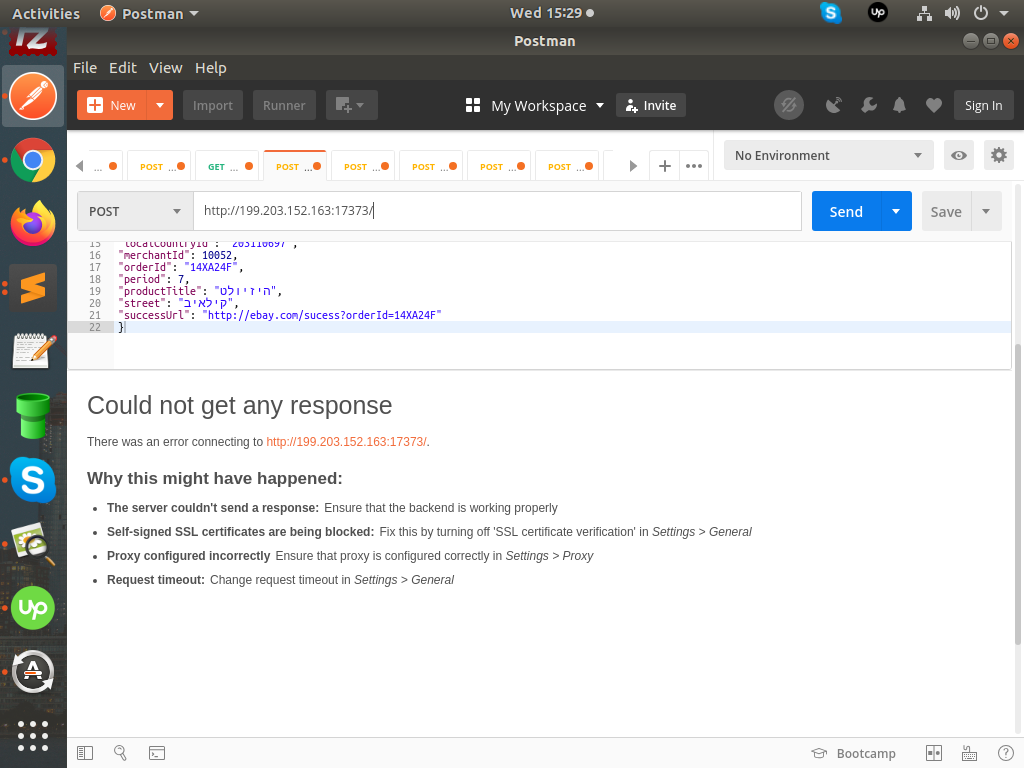 Activities Postman Wed 15:29
Postman
File Edit View Help
New Import Runner My Workspace Invite Sign In
... POST ... GET ... POST ... POST ... POST ... POST ... POST ... No Environment
POST http://199.203.152.163:17373/ Send Save
15 "localCountryId": "203110697",
16 "merchantId": 10052,
17 "orderId": "14XA24F",
18 "period": 7,
19 "productTitle": "היזיולט",
20 "street": "קילאיב",
21 "successUrl": "http://ebay.com/sucess?orderId=14XA24F"
22 }
Could not get any response
There was an error connecting to http://199.203.152.163:17373/.
Why this might have happened:
The server couldn't send a response: Ensure that the backend is working properly
Self-signed SSL certificates are being blocked: Fix this by turning off 'SSL certificate verification' in Settings > General
Proxy configured incorrectly Ensure that proxy is configured correctly in Settings > Proxy
Request timeout: Change request timeout in Settings > General
Bootcamp